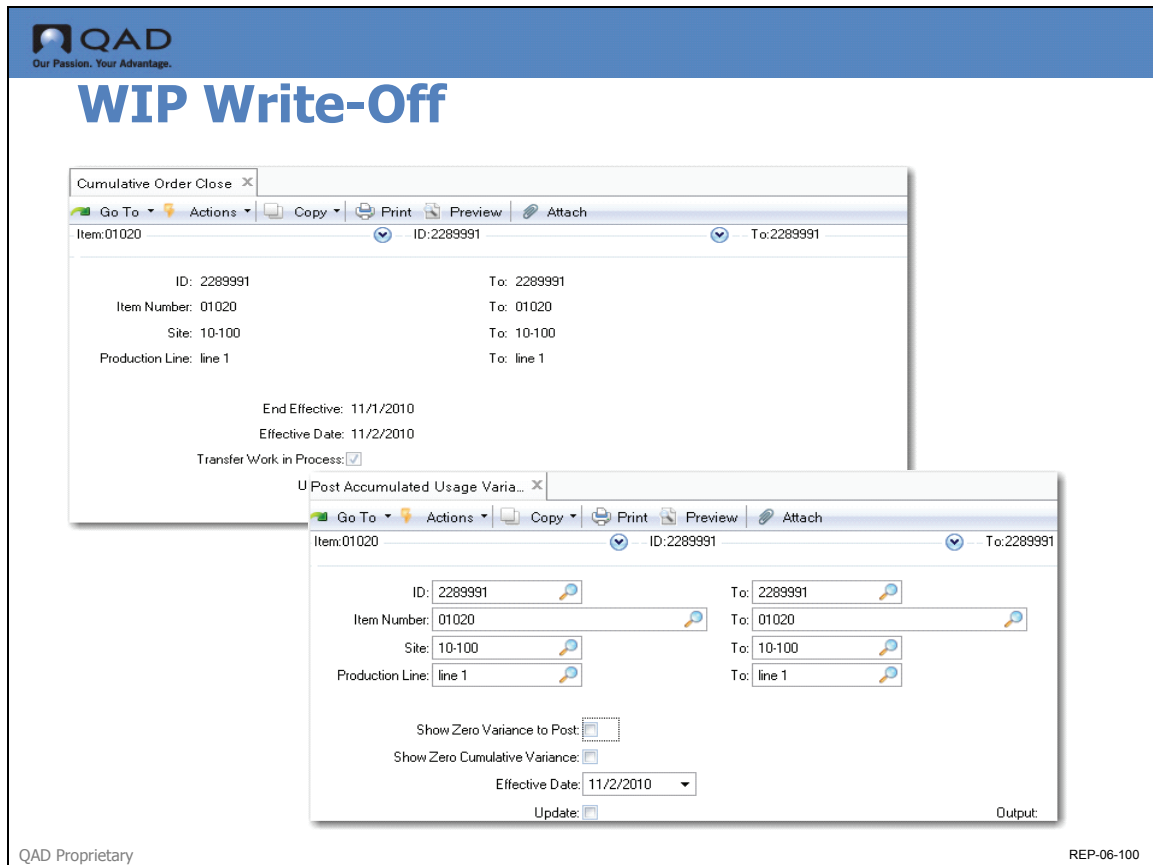 QAD
Our Passion. Your Advantage.
WIP Write-Off
Cumulative Order Close
Go To Actions Copy Print Preview Attach
Item:01020 ID:2289991 To:2289991
ID: 2289991 To: 2289991
Item Number: 01020 To: 01020
Site: 10-100 To: 10-100
Production Line: line 1 To: line 1
End Effective: 11/1/2010
Effective Date: 11/2/2010
Transfer Work in Process:
U
Post Accumulated Usage Varia...
Go To Actions Copy Print Preview Attach
Item:01020 ID:2289991 To:2289991
ID: 2289991 To: 2289991
Item Number: 01020 To: 01020
Site: 10-100 To: 10-100
Production Line: line 1 To: line 1
Show Zero Variance to Post:
Show Zero Cumulative Variance:
Effective Date: 11/2/2010
Update: Output:
QAD Proprietary REP-06-100